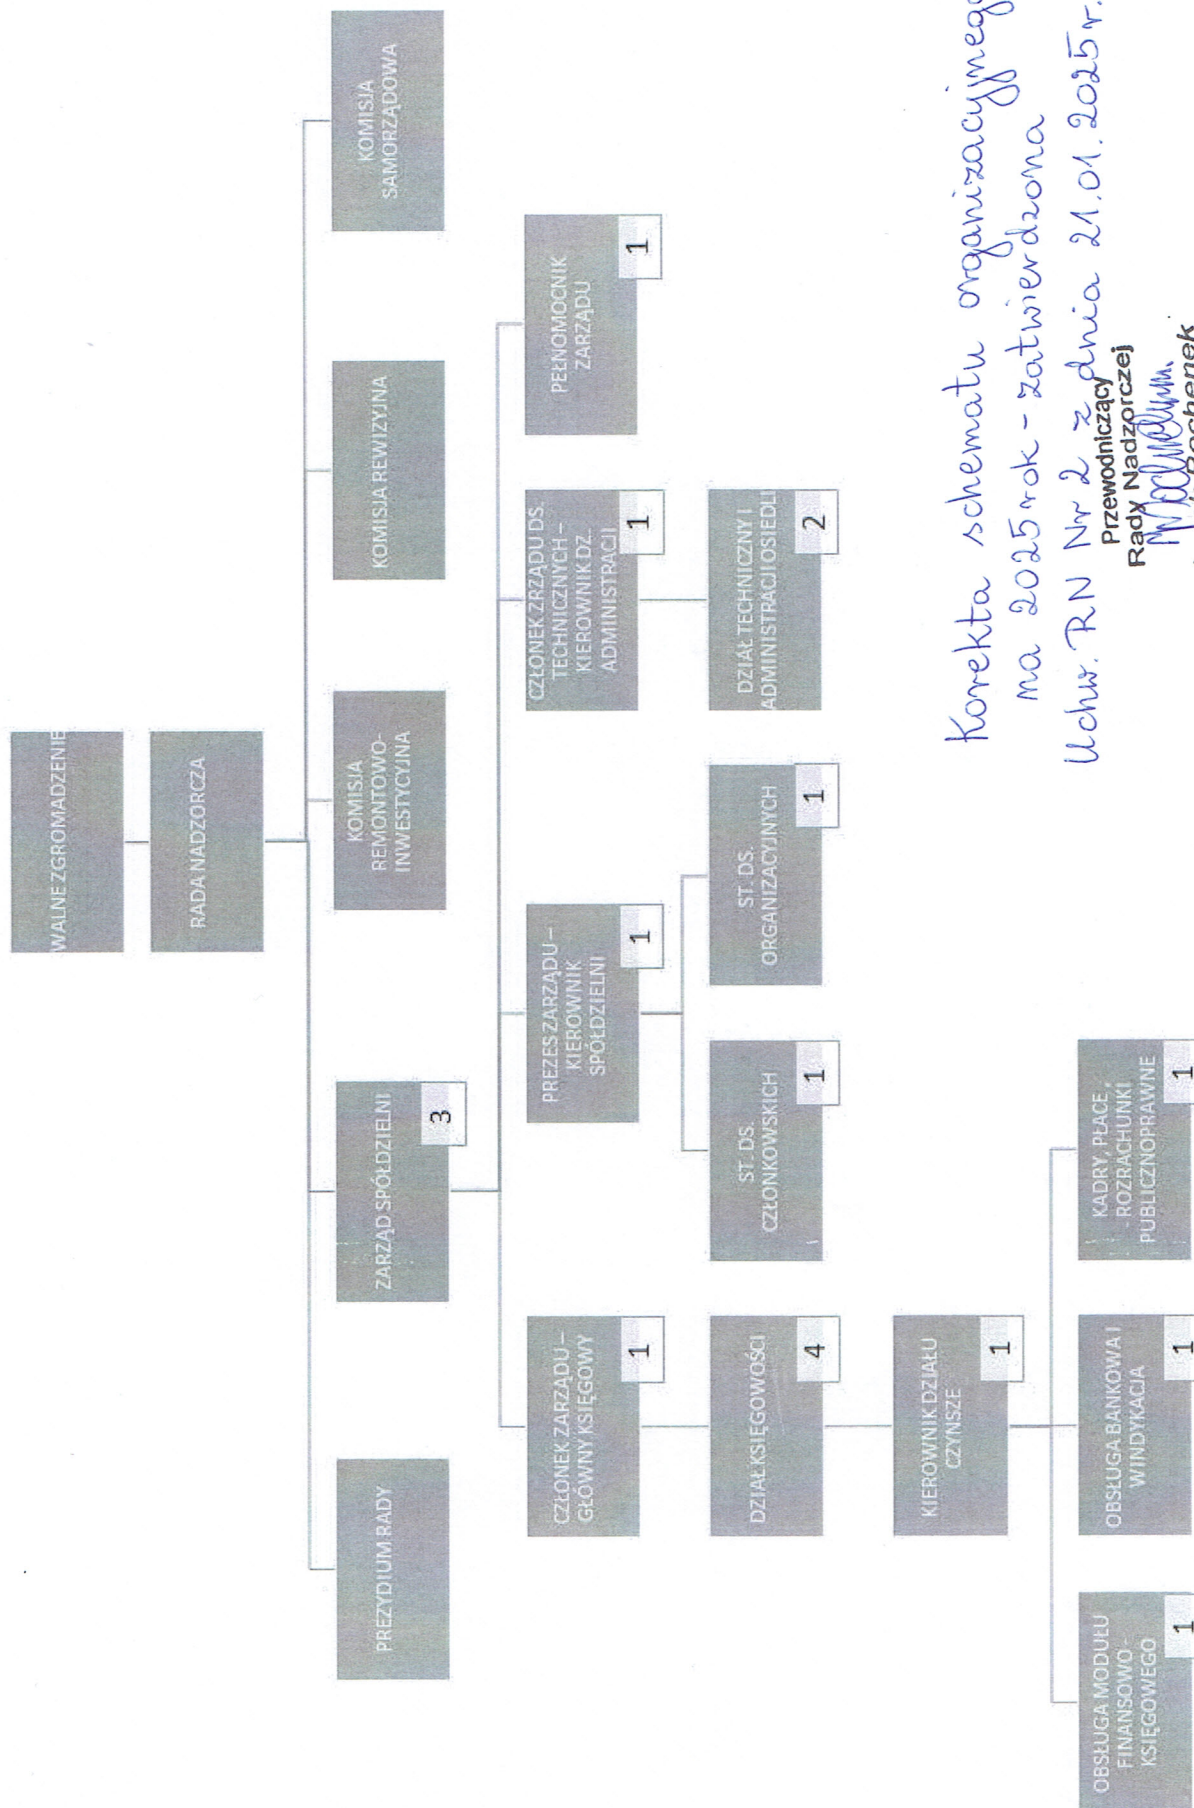 WALNE ZGROMADZENIE
RADA NADZORCZA
PREZYDIUM RADY
ZARZĄD SPÓŁDZIELNI
3
KOMISJA
REMONTOWO-
INWESTYCYJNA
KOMISJA REWIZYJNA
KOMISJA
SAMORZĄDOWA
CZŁONEK ZARZĄDU –
GŁÓWNY KSIĘGOWY
1
PREZES ZARZĄDU –
KIEROWNIK
SPÓŁDZIELNI
1
CZŁONEK ZRZĄDU DS.
TECHNICZNYCH –
KIEROWNIK DZ.
ADMINISTRACJI
1
PEŁNOMOCNIK
ZARZĄDU
1
DZIAŁ KSIĘGOWOŚCI
4
ST. DS.
CZŁONKOWSKICH
1
ST. DS.
ORGANIZACYJNYCH
1
DZIAŁ TECHNICZNY I
ADMINISTRACJI OSIEDLI
2
KIEROWNIK DZIAŁU
CZYNSZE
1
OBSŁUGA MODUŁU
FINANSOWO -
KSIĘGOWEGO
1
OBSŁUGA BANKOWA I
WINDYKACJA
1
KADRY, PŁACE ,
- ROZRACHUNKI
PUBLICZNOPRAWNE
1
Korekta schematu organizacyjnego
na 2025 rok - zatwierdzona
Uchw. RN Nr 2 z dnia 21.01.2025 r.
Przewodniczący
Rady Nadzorczej
Bochenek